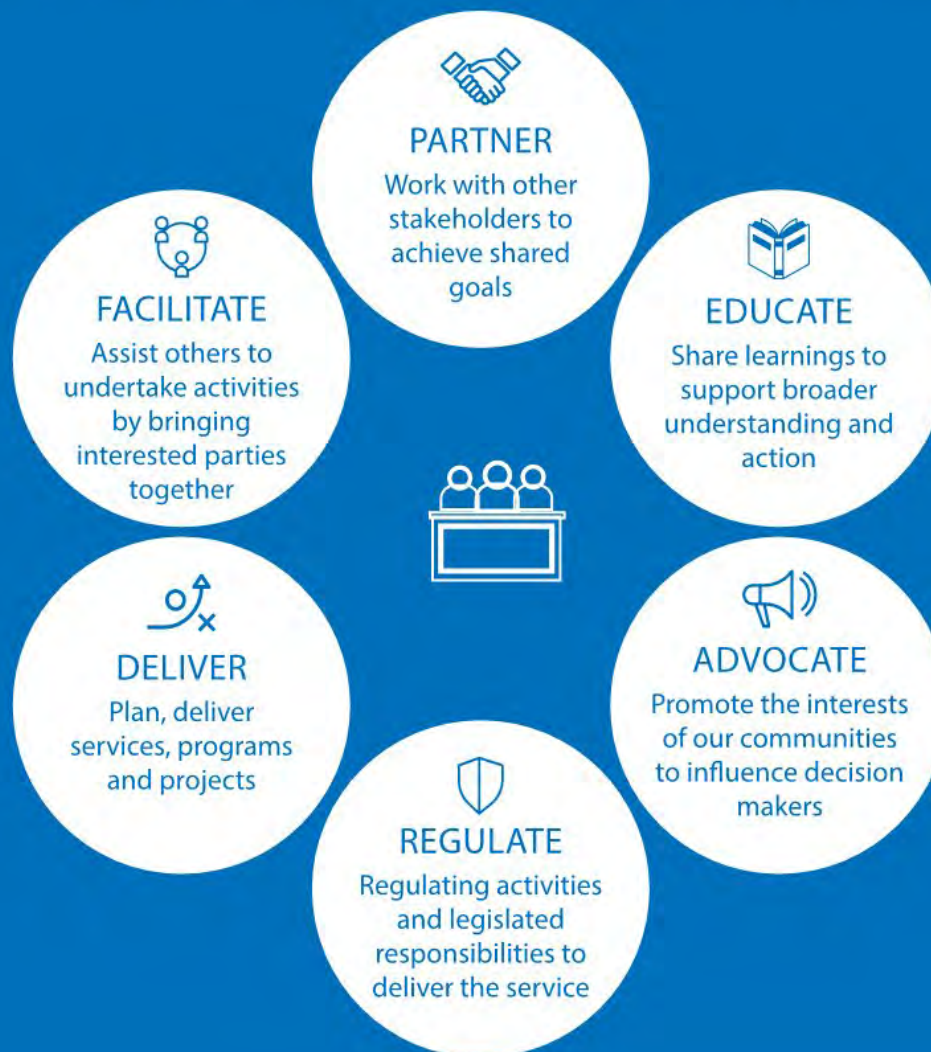 PARTNER
Work with other
stakeholders to
achieve shared
goals
EDUCATE
Share learnings to
support broader
understanding and
action
ADVOCATE
Promote the interests
of our communities
to influence decision
makers
REGULATE
Regulating activities
and legislated
responsibilities to
deliver the service
DELIVER
Plan, deliver
services, programs
and projects
FACILITATE
Assist others to
undertake activities
by bringing
interested parties
together